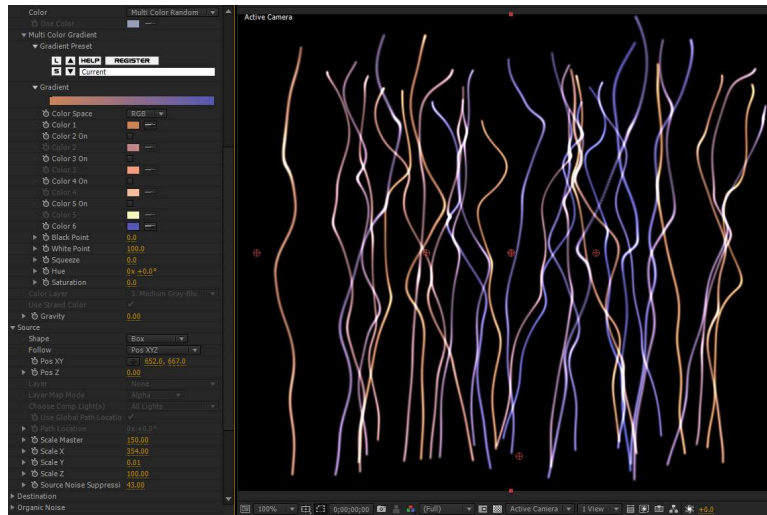 Color Multi Color Random
One Color
Multi Color Gradient
Gradient Preset
L HELP REGISTER
S Current
Gradient
Color Space RGB
Color 1
Color 2 On
Color 2
Color 3 On
Color 3
Color 4 On
Color 4
Color 5 On
Color 5
Color 6
Black Point 0.0
White Point 100.0
Squeeze 0.0
Hue 0x +0.0°
Saturation 0.0
Color Layer 3. Medium Gray-Blu
Use Strand Color
Gravity 0.00
Source
Shape Box
Follow Pos XYZ
Pos XY 652.0, 667.0
Pos Z 0.00
Layer None
Layer Map Mode Alpha
Choose Comp Light(s) All Lights
Use Global Path Locatio
Path Location 0x +0.0°
Scale Master 150.00
Scale X 354.00
Scale Y 0.01
Scale Z 100.00
Source Noise Suppressi 43.00
Destination
Organic Noise
Active Camera
100% 0;00;00;00 (Full) Active Camera 1 View +0.0